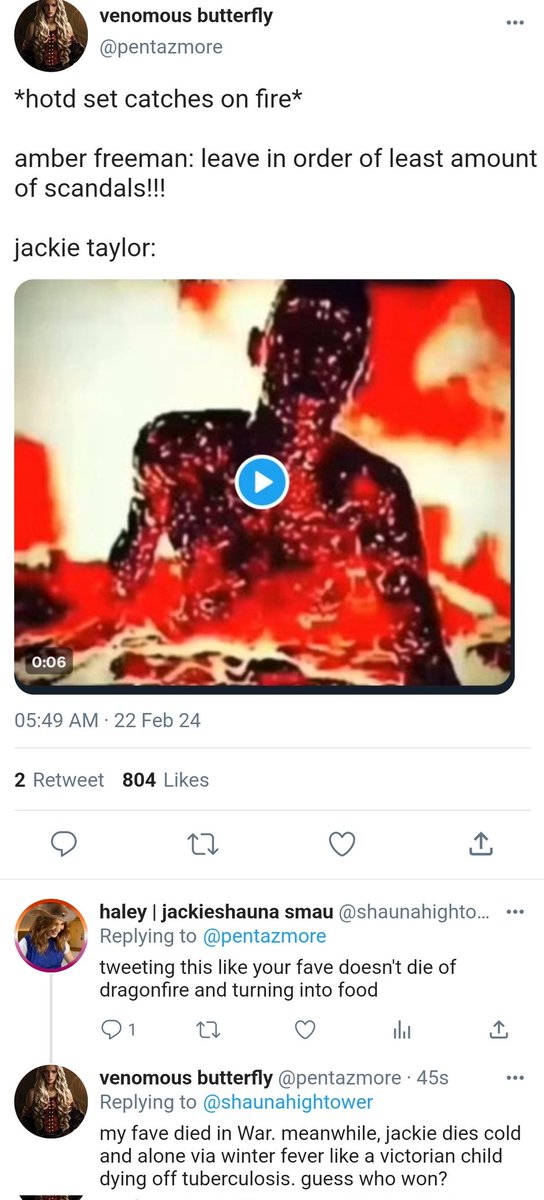 venomous butterfly
@pentazmore
*hotd set catches on fire*
amber freeman: leave in order of least amount
of scandals!!!
jackie taylor:
0:06
05:49 AM · 22 Feb 24
2 Retweet 804 Likes
haley | jackieshauna smau @shaunahighto...
Replying to @pentazmore
tweeting this like your fave doesn't die of
dragonfire and turning into food
1
venomous butterfly @pentazmore · 45s
Replying to @shaunahightower
my fave died in War. meanwhile, jackie dies cold
and alone via winter fever like a victorian child
dying off tuberculosis. guess who won?